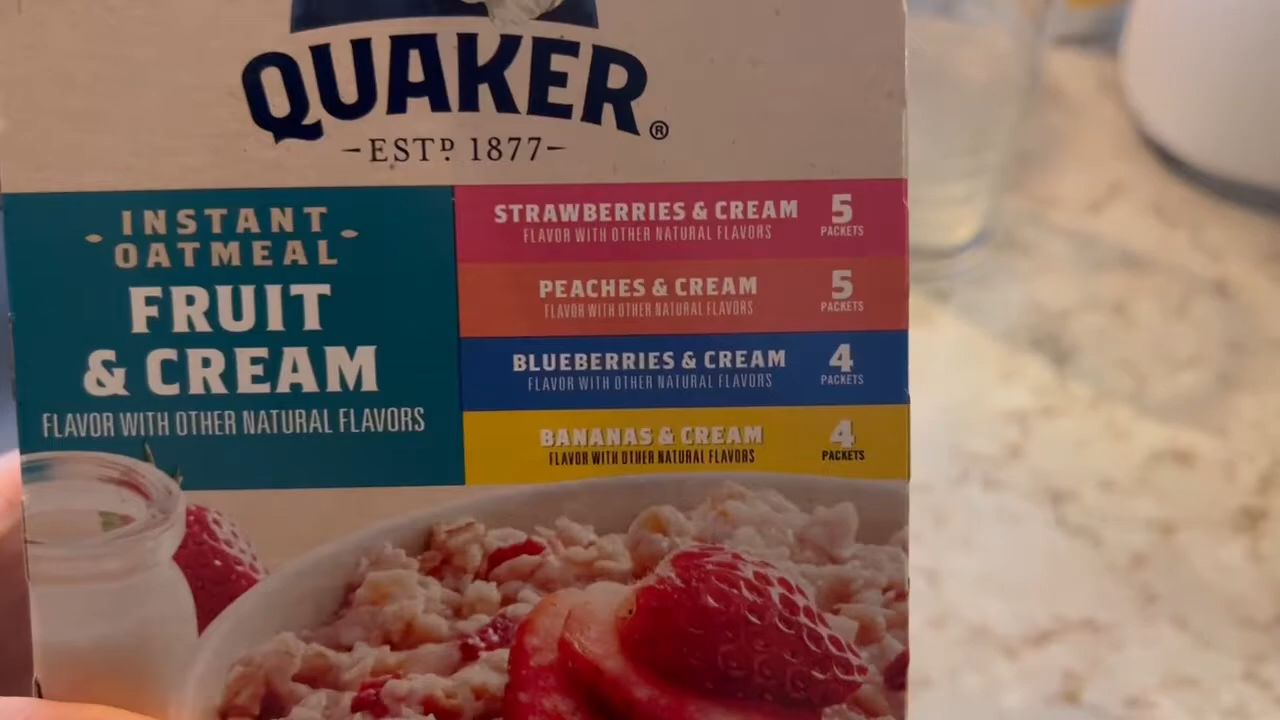 QUAKER®
-ESTD 1877-
INSTANT
OATMEAL
FRUIT
& CREAM
FLAVOR WITH OTHER NATURAL FLAVORS
STRAWBERRIES & CREAM
FLAVOR WITH OTHER NATURAL FLAVORS
5
PACKETS
PEACHES & CREAM
FLAVOR WITH OTHER NATURAL FLAVORS
5
PACKETS
BLUEBERRIES & CREAM
FLAVOR WITH OTHER NATURAL FLAVORS
4
PACKETS
BANANAS & CREAM
FLAVOR WITH OTHER NATURAL FLAVORS
4
PACKETS